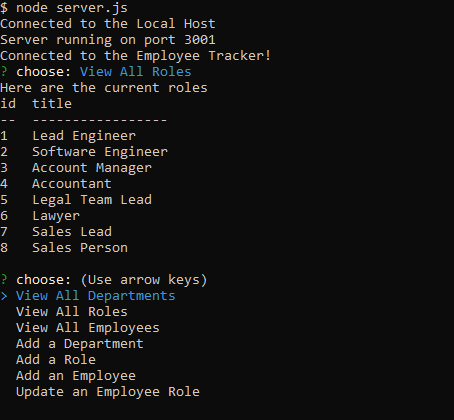 $ node server.js
Connected to the Local Host
Server running on port 3001
Connected to the Employee Tracker!
? choose: View All Roles
Here are the current roles
id  title
--  -----------------
1   Lead Engineer
2   Software Engineer
3   Account Manager
4   Accountant
5   Legal Team Lead
6   Lawyer
7   Sales Lead
8   Sales Person
? choose: (Use arrow keys)
> View All Departments
  View All Roles
  View All Employees
  Add a Department
  Add a Role
  Add an Employee
  Update an Employee Role